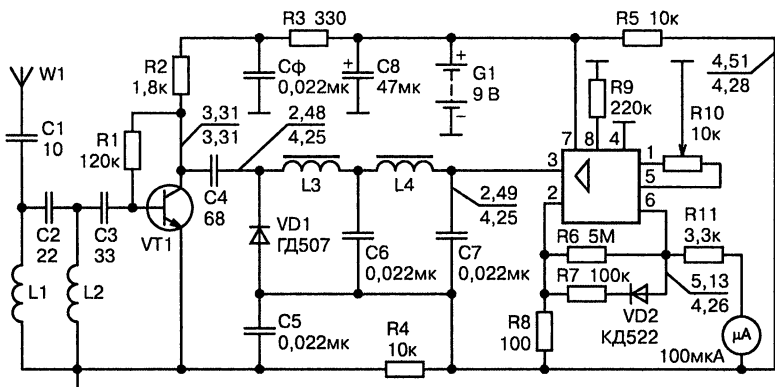 R3 330
R5 10к
W1
R2
1,8к
Cф
0,022мк
+
C8
47мк
+
G1
9 В
−
R9
220к
4,51
4,28
R10
10к
C1
10
R1
120к
3,31
3,31
2,48
4,25
7
8
4
C4
68
L3
L4
3
1
5
2
6
2,49
4,25
C2
22
C3
33
VT1
VD1
ГД507
C6
0,022мк
C7
0,022мк
R6 5М
R11
3,3к
R7 100к
5,13
4,26
L1
L2
VD2
КД522
C5
0,022мк
R4
10к
R8
100
μA
100мкА